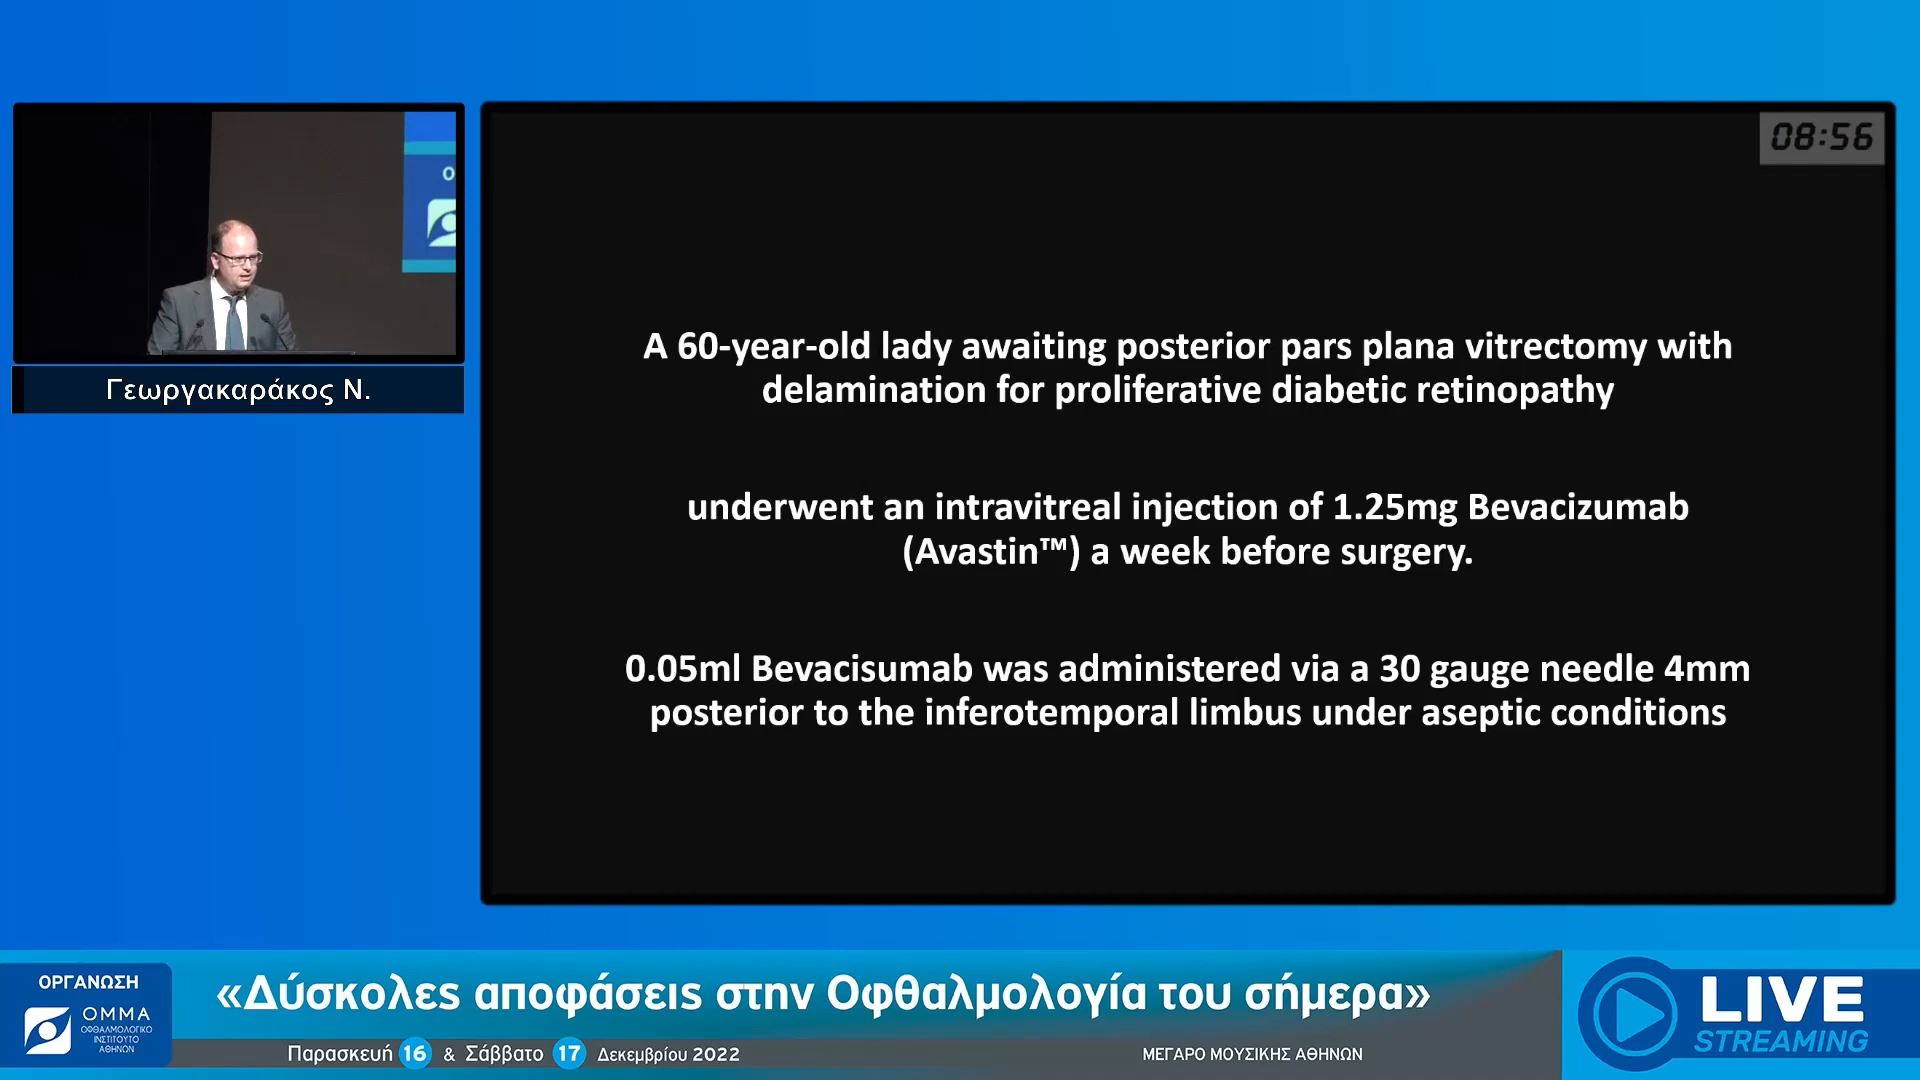 08:56
Ο
Γεωργακαράκος Ν.
A 60-year-old lady awaiting posterior pars plana vitrectomy with
delamination for proliferative diabetic retinopathy
underwent an intravitreal injection of 1.25mg Bevacizumab
(Avastin™) a week before surgery.
0.05ml Bevacisumab was administered via a 30 gauge needle 4mm
posterior to the inferotemporal limbus under aseptic conditions
ΟΡΓΑΝΩΣΗ
ΟΜΜΑ
ΟΦΘΑΛΜΟΛΟΓΙΚΟ
ΙΝΣΤΙΤΟΥΤΟ
ΑΘΗΝΩΝ
«Δύσκολες αποφάσεις στην Οφθαλμολογία του σήμερα»
Παρασκευή 16 & Σάββατο 17 Δεκεμβρίου 2022
ΜΕΓΑΡΟ ΜΟΥΣΙΚΗΣ ΑΘΗΝΩΝ
LIVE
STREAMING